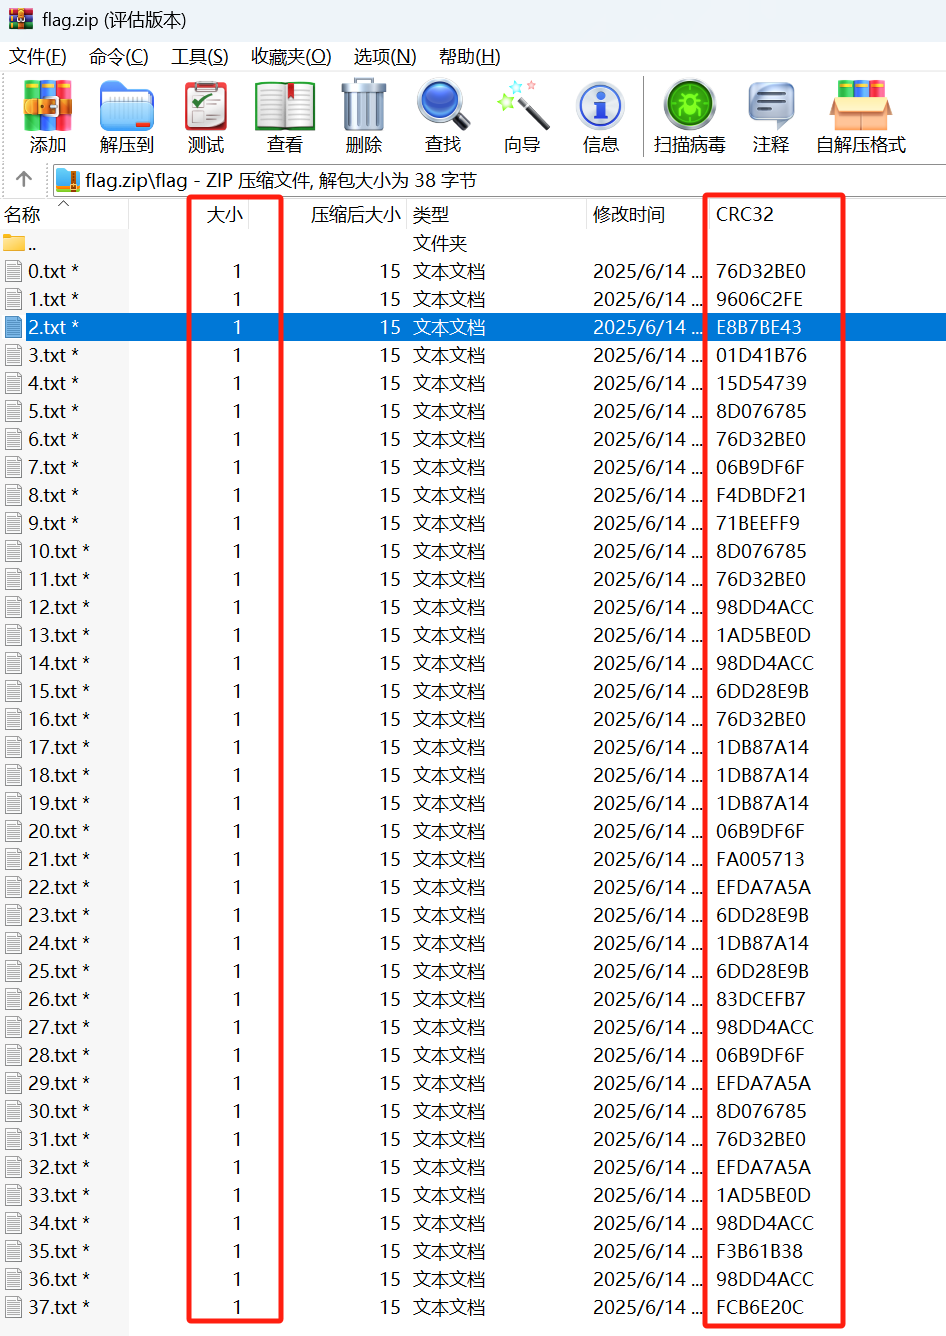 flag.zip (评估版本)
文件(F) 命令(C) 工具(S) 收藏夹(O) 选项(N) 帮助(H)
添加 解压到 测试 查看 删除 查找 向导 信息 扫描病毒 注释 自解压格式
flag.zip\flag - ZIP 压缩文件, 解包大小为 38 字节
名称 大小 压缩后大小 类型 修改时间 CRC32
.. 文件夹
0.txt * 1 15 文本文档 2025/6/14 ... 76D32BE0
1.txt * 1 15 文本文档 2025/6/14 ... 9606C2FE
2.txt * 1 15 文本文档 2025/6/14 ... E8B7BE43
3.txt * 1 15 文本文档 2025/6/14 ... 01D41B76
4.txt * 1 15 文本文档 2025/6/14 ... 15D54739
5.txt * 1 15 文本文档 2025/6/14 ... 8D076785
6.txt * 1 15 文本文档 2025/6/14 ... 76D32BE0
7.txt * 1 15 文本文档 2025/6/14 ... 06B9DF6F
8.txt * 1 15 文本文档 2025/6/14 ... F4DBDF21
9.txt * 1 15 文本文档 2025/6/14 ... 71BEEFF9
10.txt * 1 15 文本文档 2025/6/14 ... 8D076785
11.txt * 1 15 文本文档 2025/6/14 ... 76D32BE0
12.txt * 1 15 文本文档 2025/6/14 ... 98DD4ACC
13.txt * 1 15 文本文档 2025/6/14 ... 1AD5BE0D
14.txt * 1 15 文本文档 2025/6/14 ... 98DD4ACC
15.txt * 1 15 文本文档 2025/6/14 ... 6DD28E9B
16.txt * 1 15 文本文档 2025/6/14 ... 76D32BE0
17.txt * 1 15 文本文档 2025/6/14 ... 1DB87A14
18.txt * 1 15 文本文档 2025/6/14 ... 1DB87A14
19.txt * 1 15 文本文档 2025/6/14 ... 1DB87A14
20.txt * 1 15 文本文档 2025/6/14 ... 06B9DF6F
21.txt * 1 15 文本文档 2025/6/14 ... FA005713
22.txt * 1 15 文本文档 2025/6/14 ... EFDA7A5A
23.txt * 1 15 文本文档 2025/6/14 ... 6DD28E9B
24.txt * 1 15 文本文档 2025/6/14 ... 1DB87A14
25.txt * 1 15 文本文档 2025/6/14 ... 6DD28E9B
26.txt * 1 15 文本文档 2025/6/14 ... 83DCEFB7
27.txt * 1 15 文本文档 2025/6/14 ... 98DD4ACC
28.txt * 1 15 文本文档 2025/6/14 ... 06B9DF6F
29.txt * 1 15 文本文档 2025/6/14 ... EFDA7A5A
30.txt * 1 15 文本文档 2025/6/14 ... 8D076785
31.txt * 1 15 文本文档 2025/6/14 ... 76D32BE0
32.txt * 1 15 文本文档 2025/6/14 ... EFDA7A5A
33.txt * 1 15 文本文档 2025/6/14 ... 1AD5BE0D
34.txt * 1 15 文本文档 2025/6/14 ... 98DD4ACC
35.txt * 1 15 文本文档 2025/6/14 ... F3B61B38
36.txt * 1 15 文本文档 2025/6/14 ... 98DD4ACC
37.txt * 1 15 文本文档 2025/6/14 ... FCB6E20C